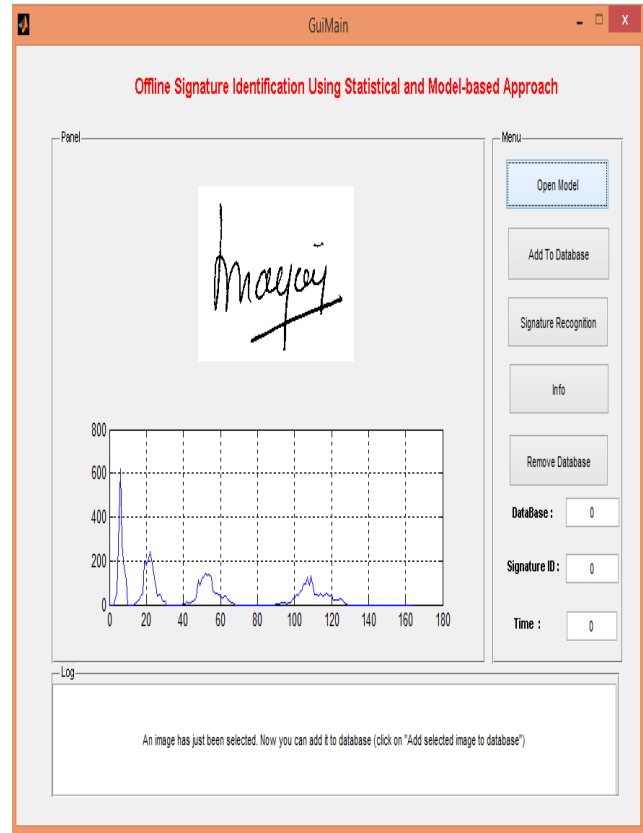 GuiMain
Offline Signature Identification Using Statistical and Model-based Approach
Panel
800
600
400
200
0
0 20 40 60 80 100 120 140 160 180
Menu
Open Model
Add To Database
Signature Recognition
Info
Remove Database
DataBase : 0
Signature ID : 0
Time : 0
Log
An image has just been selected. Now you can add it to database (click on "Add selected image to database")